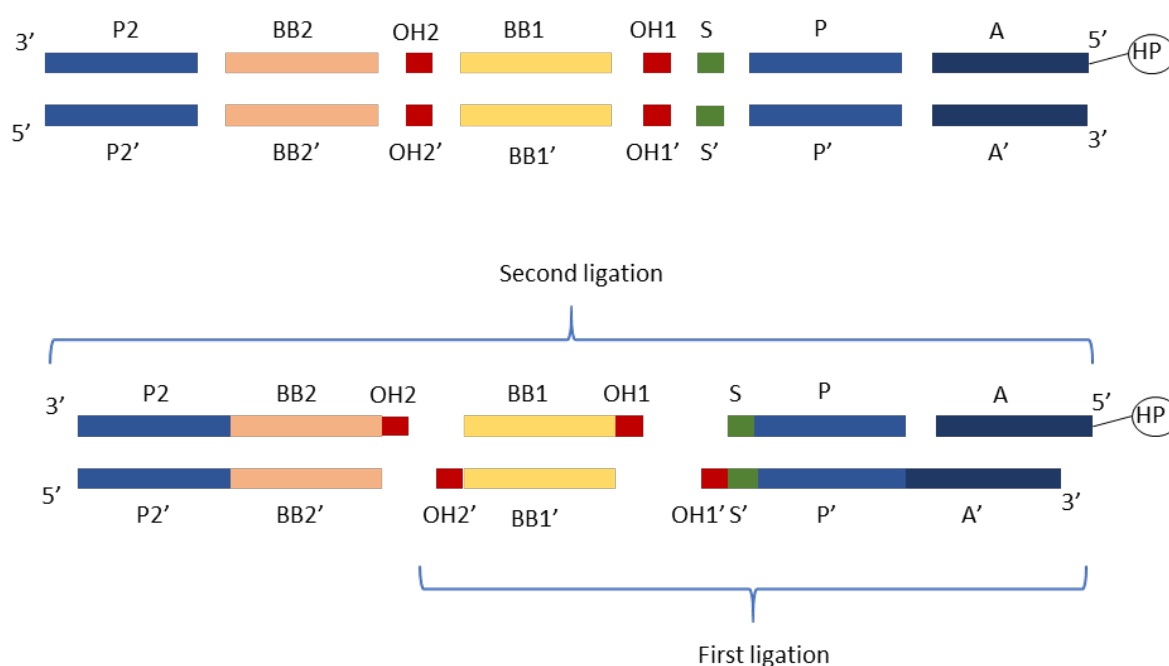 P2 BB2 OH2 BB1 OH1 S P A
3’ 5’ HP
5’ 3’
P2’ BB2’ OH2’ BB1’ OH1’ S’ P’ A’
Second ligation
P2 BB2 OH2 BB1 OH1 S P A
3’ 5’ HP
5’ 3’
P2’ BB2’ OH2’ BB1’ OH1’ S’ P’ A’
First ligation